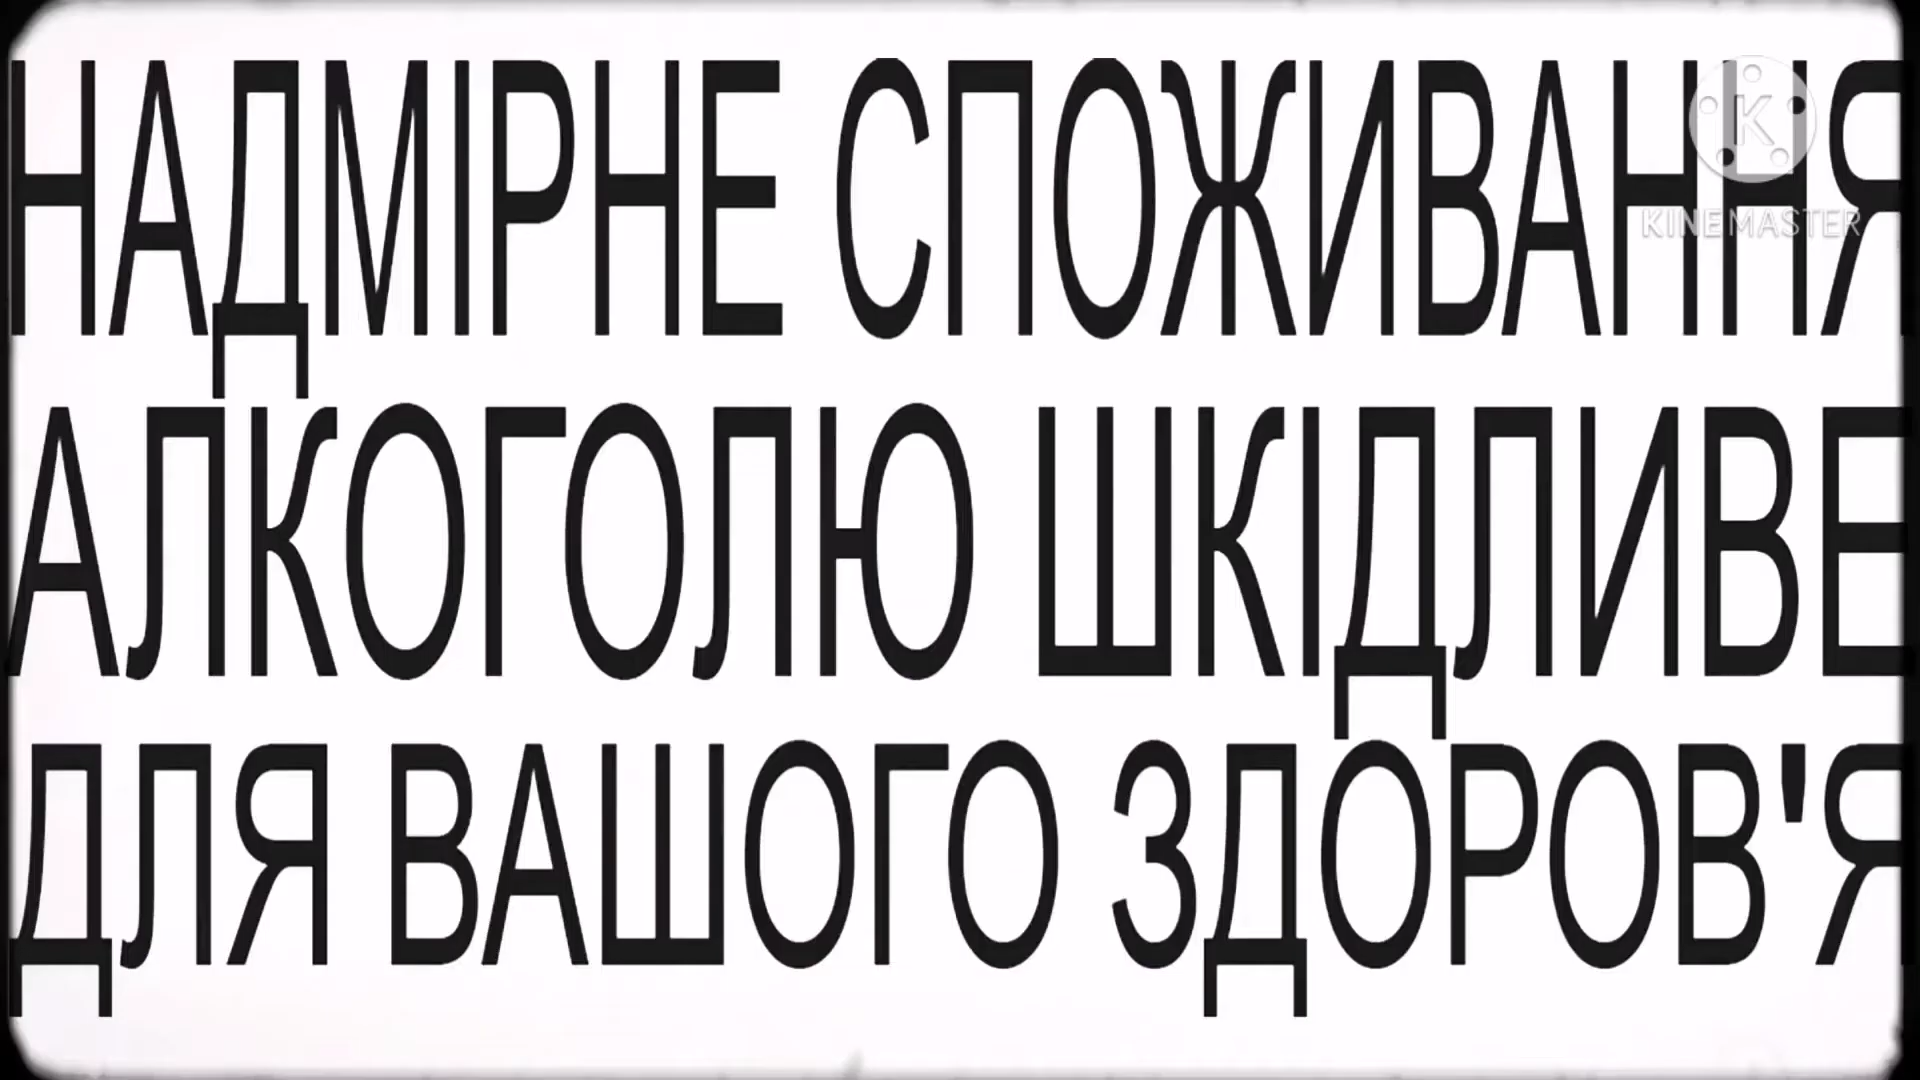 НАДМІРНЕ СПОЖИВАННЯ
KINEMASTER
АЛКОГОЛЮ ШКІДЛИВЕ
ДЛЯ ВАШОГО ЗДОРОВ'Я